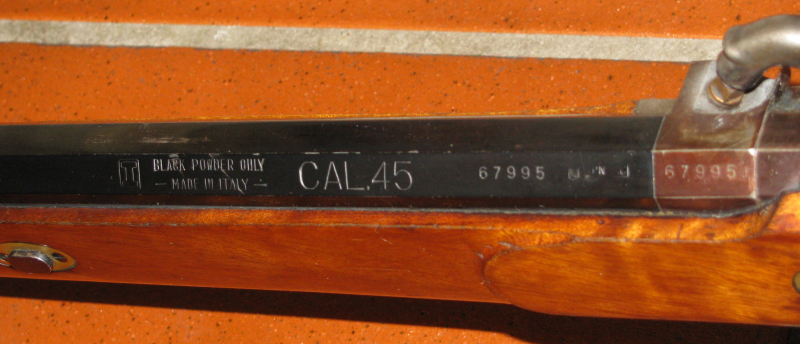 BLACK POWDER ONLY
— MADE IN ITALY —
CAL.45
67995
67995